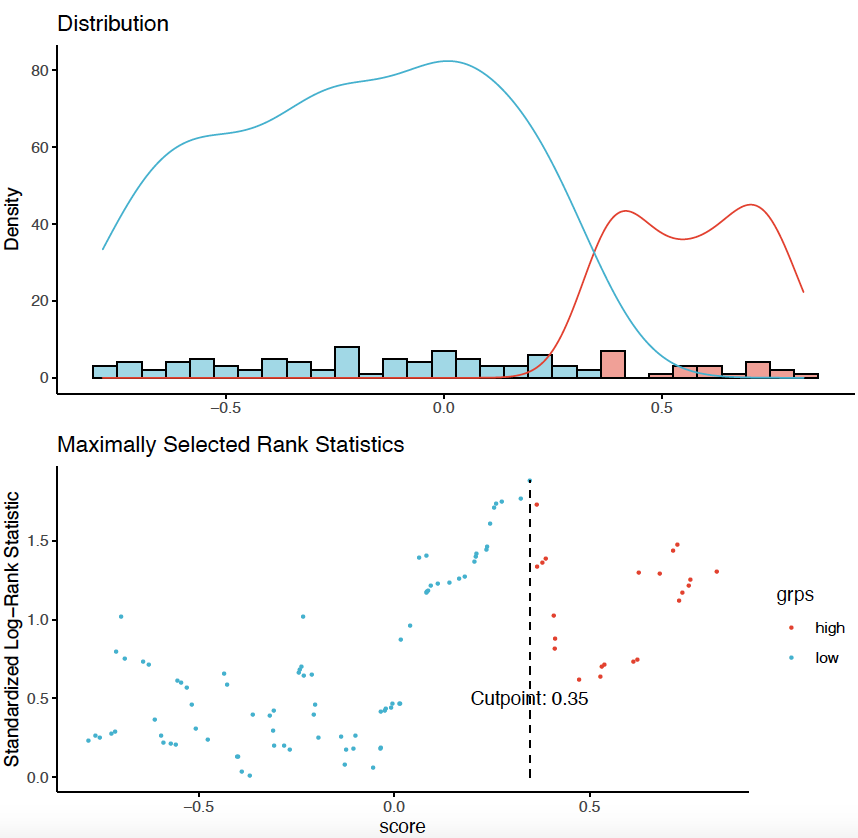 Distribution
Density
80
60
40
20
0
−0.5
0.0
0.5
Maximally Selected Rank Statistics
Standardized Log−Rank Statistic
1.5
1.0
0.5
0.0
Cutpoint: 0.35
−0.5
0.0
0.5
score
grps
high
low